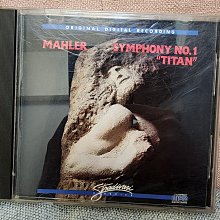 ORIGINAL DIGITAL RECORDING
MAHLER SYMPHONY NO.1
"TITAN"